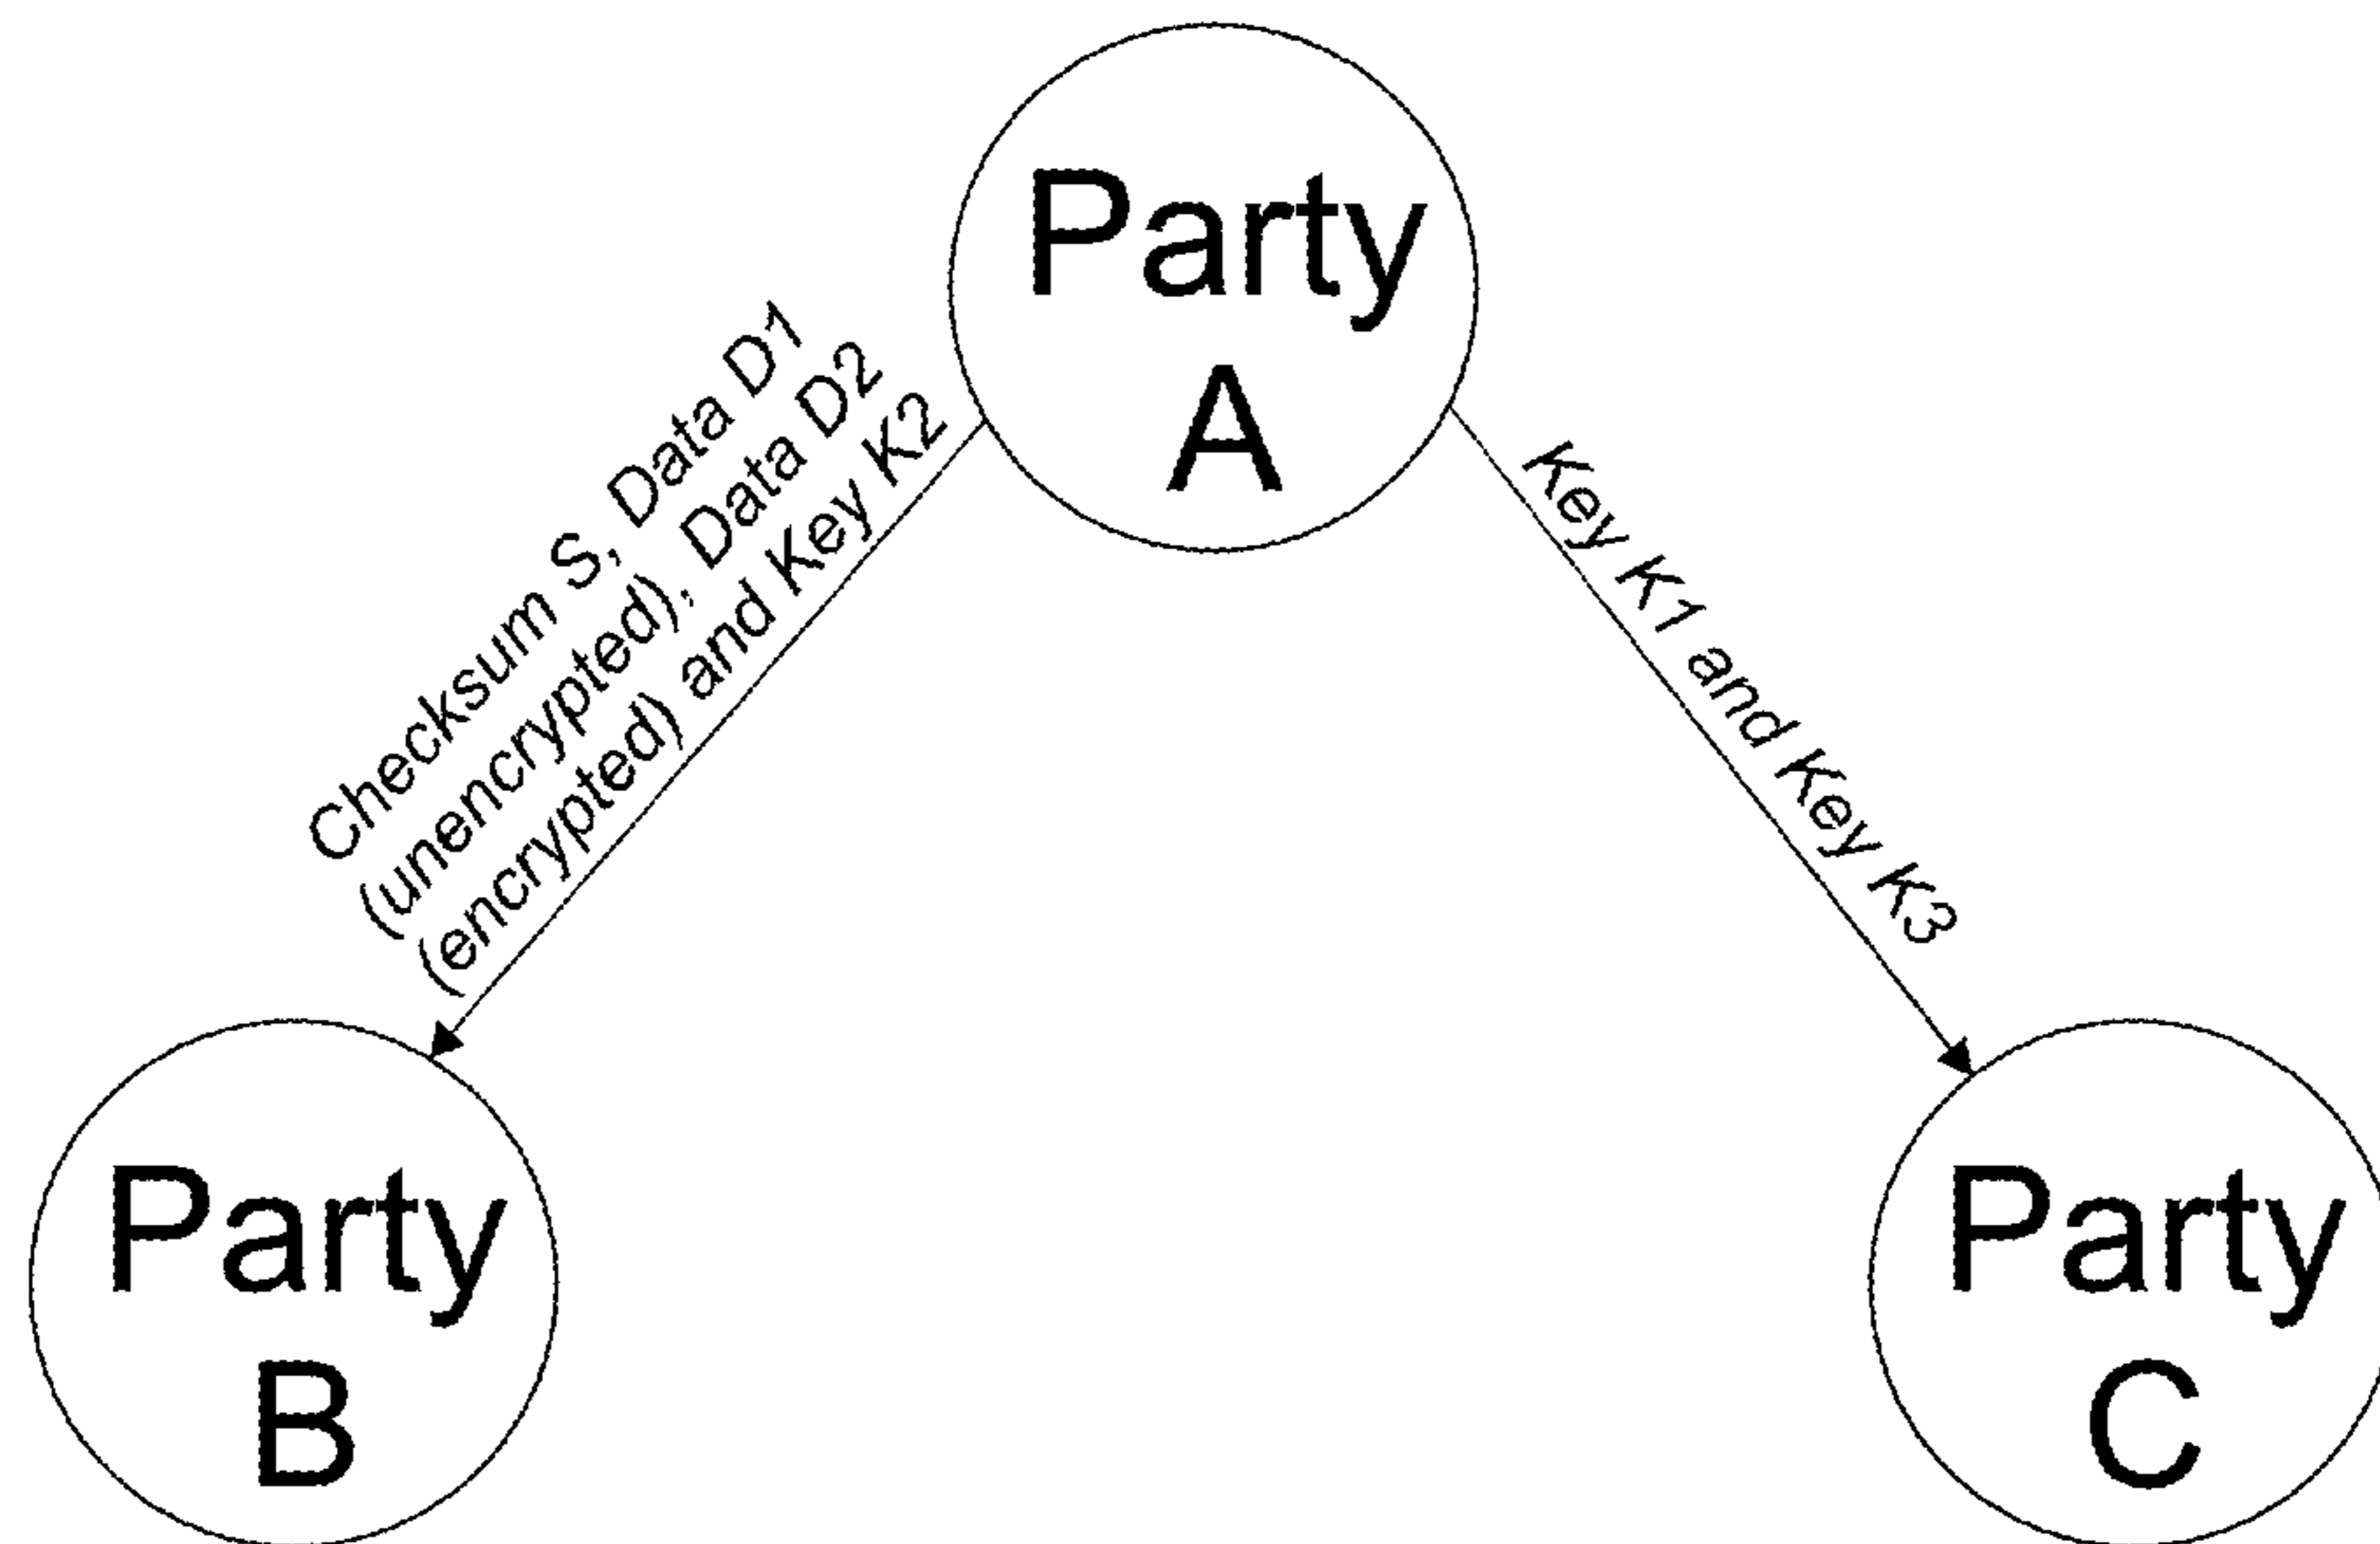 Party
A
Checksum S, Data D1
(unencrypted), Data D2
(encrypted) and Key K2
Key K1 and Key K3
Party
B
Party
C